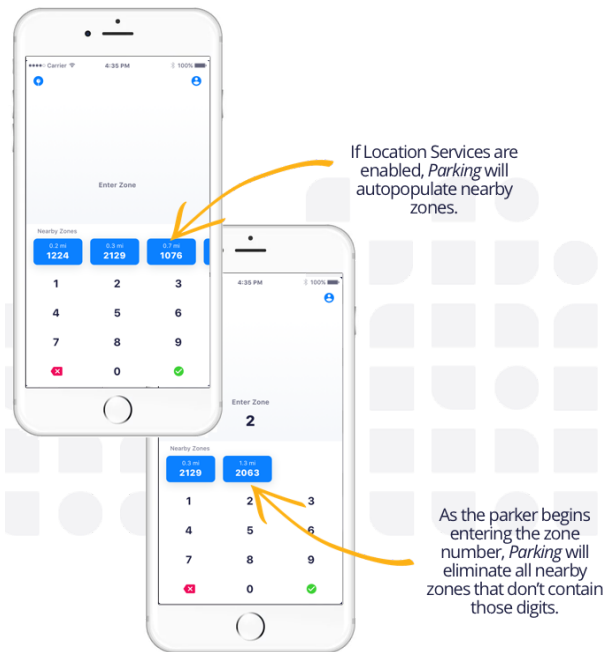 Carrier 4:35 PM 100%
Enter Zone
Nearby Zones
0.2 mi 0.3 mi 0.7 mi
1224 2129 1076
1 2 3
4 5 6
7 8 9
0
If Location Services are
enabled, Parking will
autopopulate nearby
zones.
4:35 PM 100%
Enter Zone
2
Nearby Zones
0.3 mi 1.3 mi
2129 2063
1 2 3
4 5 6
7 8 9
0
As the parker begins
entering the zone
number, Parking will
eliminate all nearby
zones that don’t contain
those digits.